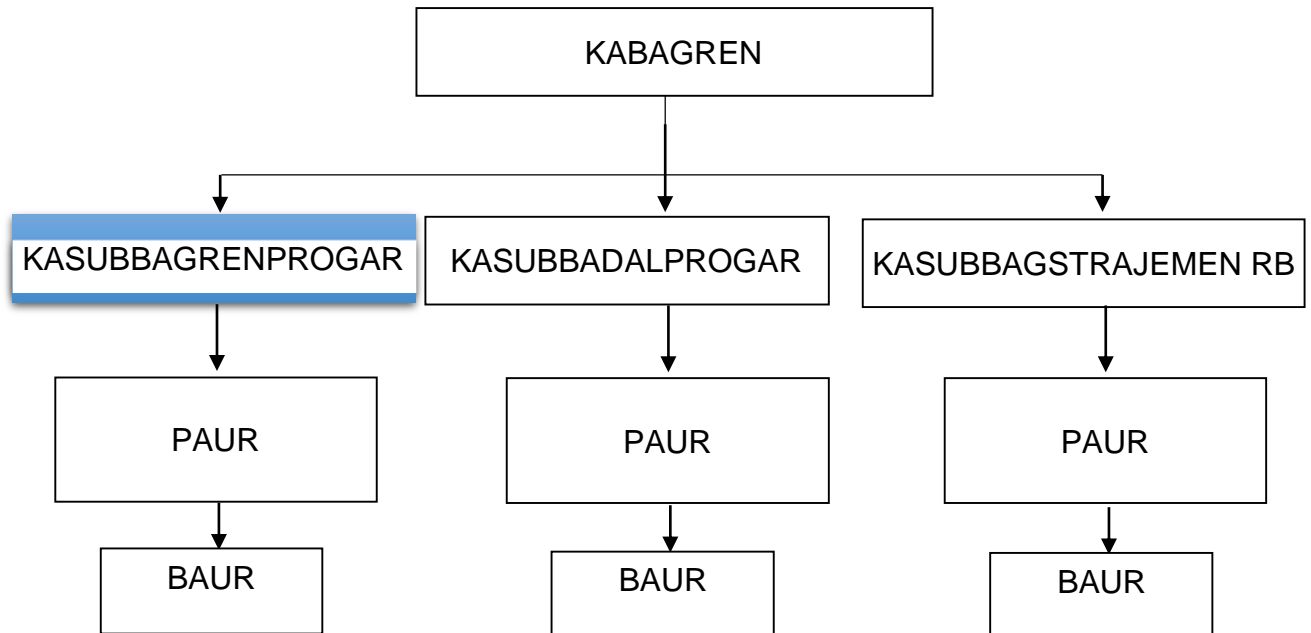 KABAGREN
KASUBBAGRENPROGAR
KASUBBADALPROGAR
KASUBBAGSTRAJEMEN RB
PAUR
PAUR
PAUR
BAUR
BAUR
BAUR